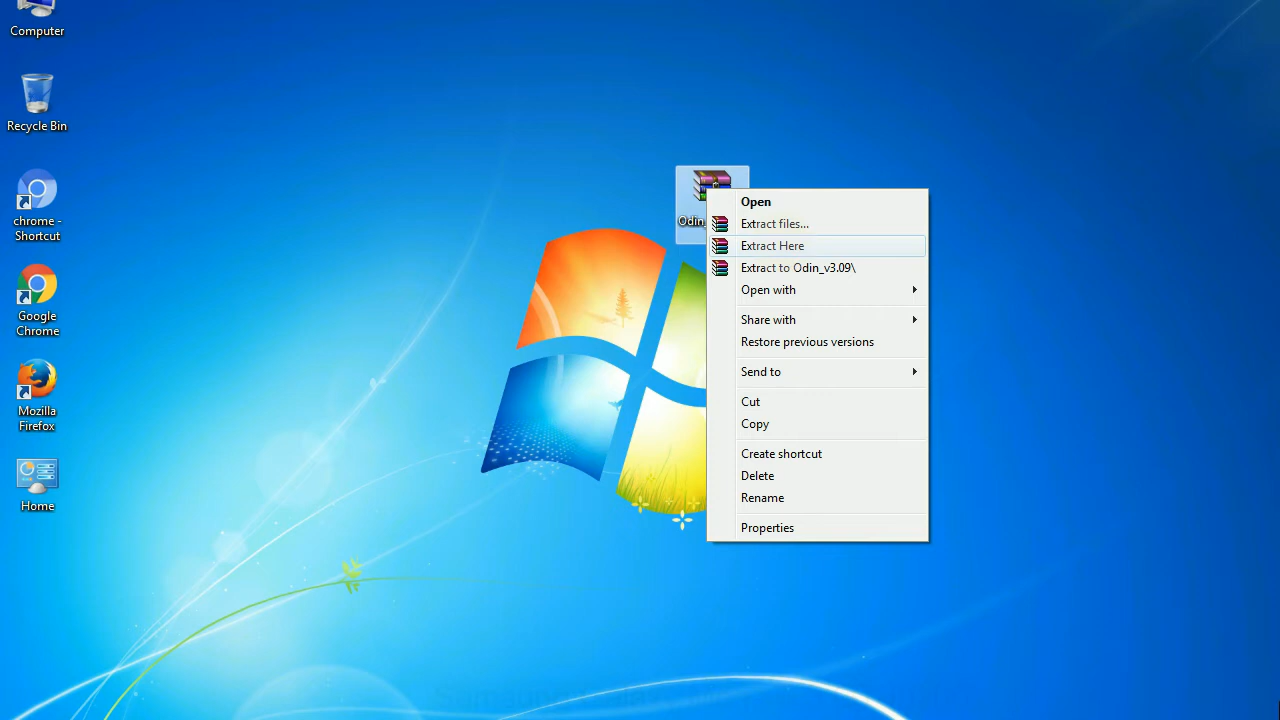 Computer
Recycle Bin
chrome -
Shortcut
Google
Chrome
Mozilla
Firefox
Home
Open
Extract files...
Extract Here
Extract to Odin_v3.09\
Open with
Share with
Restore previous versions
Send to
Cut
Copy
Create shortcut
Delete
Rename
Properties